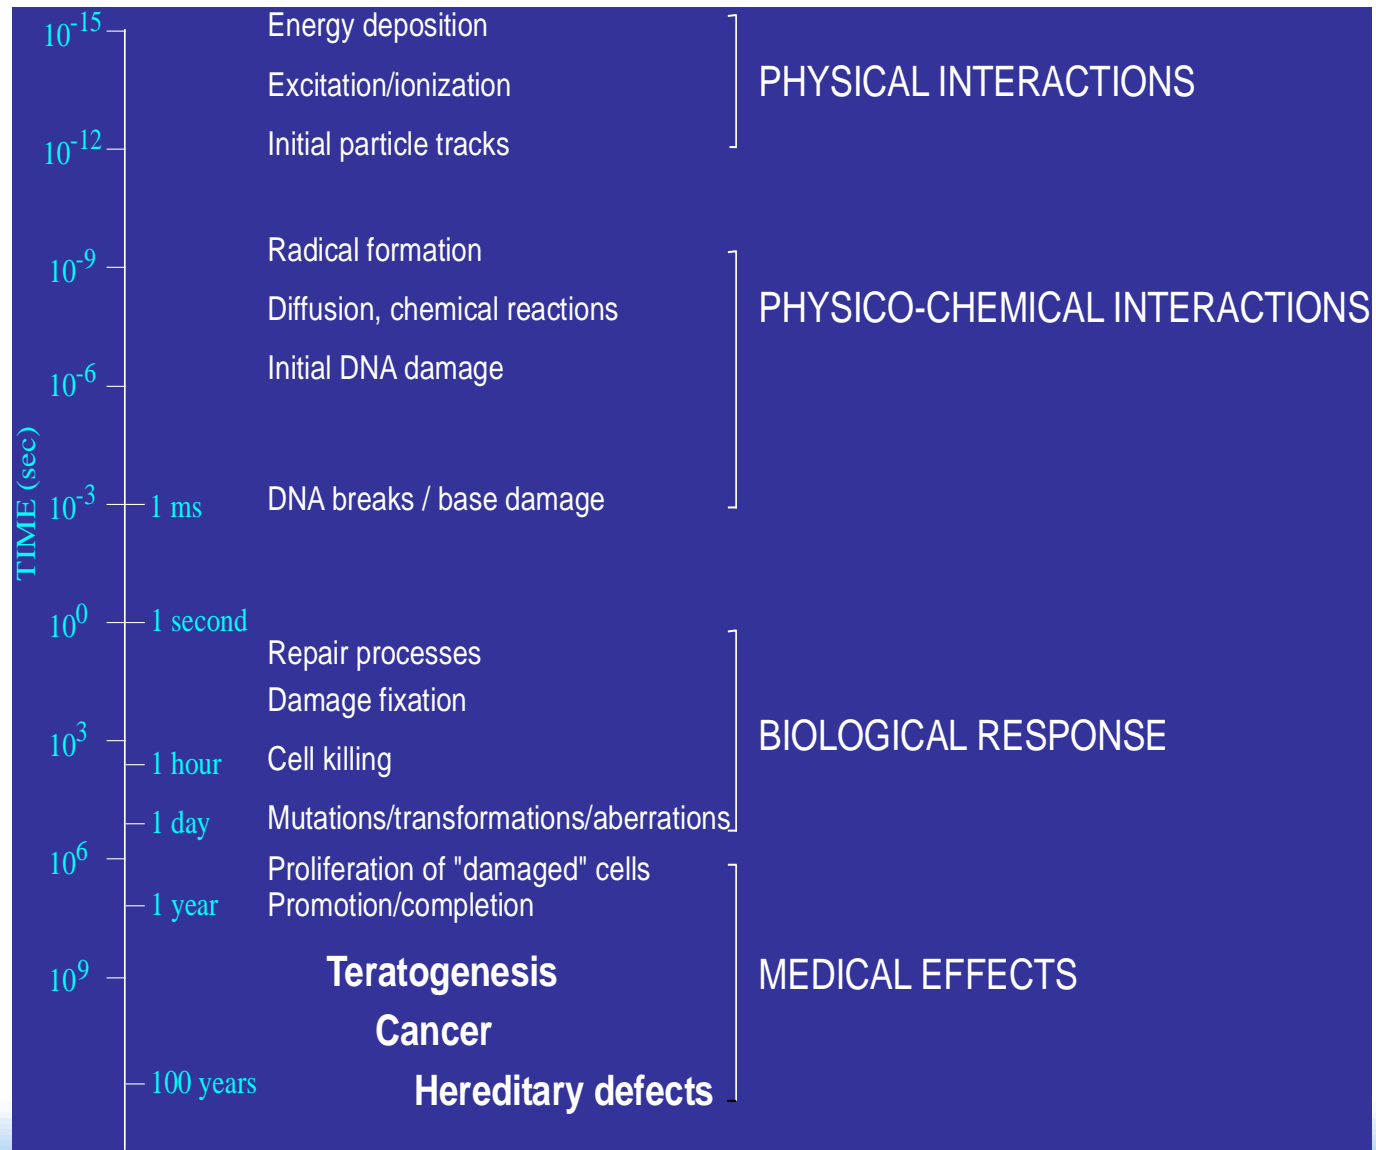 10-15 Energy deposition
Excitation/ionization PHYSICAL INTERACTIONS
10-12 Initial particle tracks
Radical formation
10-9
Diffusion, chemical reactions PHYSICO-CHEMICAL INTERACTIONS
Initial DNA damage
10-6
TIME (sec)
10-3 1 ms DNA breaks / base damage
100 1 second
Repair processes
Damage fixation
103 BIOLOGICAL RESPONSE
1 hour Cell killing
1 day Mutations/transformations/aberrations
106 Proliferation of "damaged" cells
1 year Promotion/completion
109 Teratogenesis MEDICAL EFFECTS
Cancer
100 years Hereditary defects